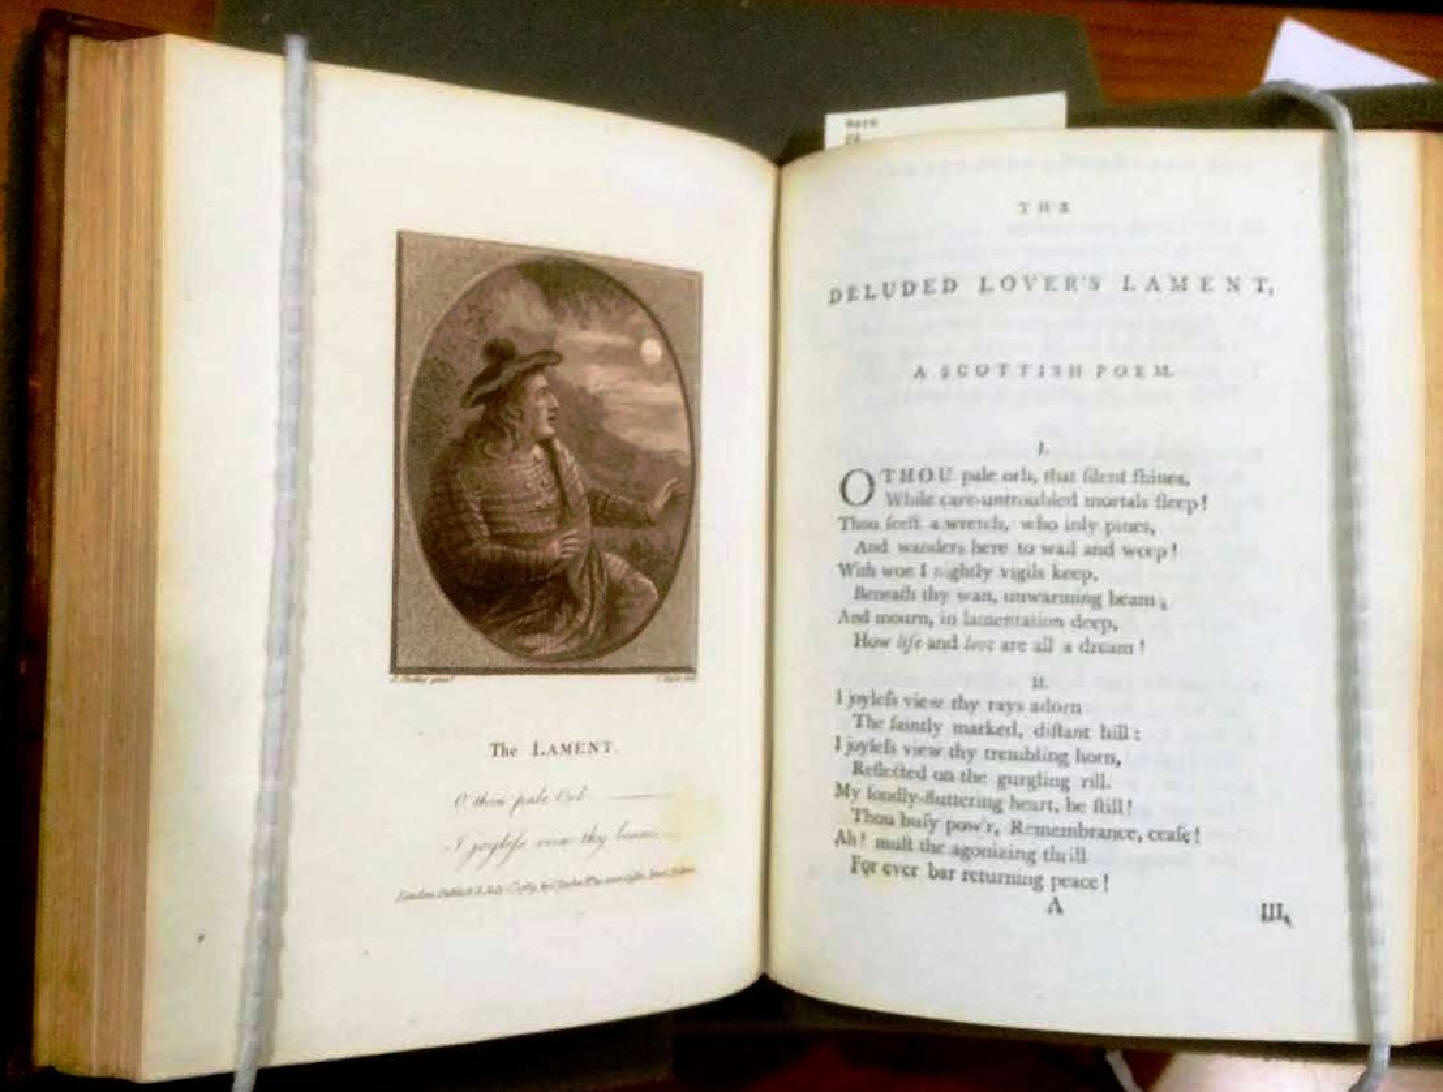 The LAMENT.
O thou pale Orb
I joyleſs view thy beams
THE
DELUDED LOVER'S LAMENT,
A SCOTTISH POEM.
I.
O THOU pale orb, that ſilent ſhines,
While care-untroubled mortals ſleep!
Thou ſeeſt a wretch, who inly pines,
And wanders here to wail and weep!
With woe I nightly vigils keep,
Beneath thy wan, unwarming beam;
And mourn, in lamentation deep,
How life and love are all a dream!
II.
I joyleſs view thy rays adorn
The faintly marked, diſtant hill:
I joyleſs view thy trembling horn,
Reflected on the gurgling rill.
My fondly-fluttering heart, be ſtill!
Thou buſy pow'r, Remembrance, ceaſe!
Ah! muſt the agonizing thrill
For ever bar returning peace!
A
III.